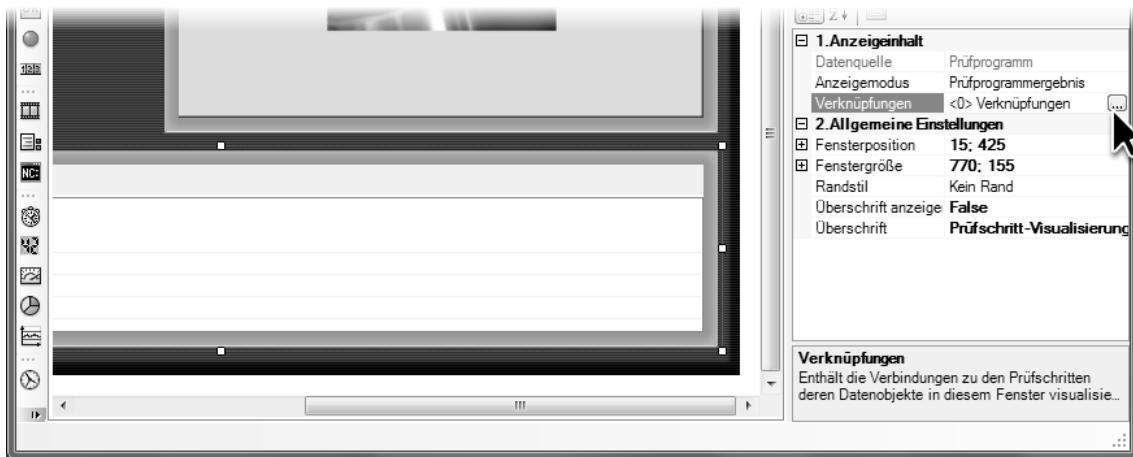 1.Anzeigeinhalt
Datenquelle Prüfprogramm
Anzeigemodus Prüfprogrammergebnis
Verknüpfungen <0> Verknüpfungen ...
2.Allgemeine Einstellungen
Fensterposition 15; 425
Fenstergröße 770; 155
Randstil Kein Rand
Überschrift anzeige False
Überschrift Prüfschritt-Visualisierung
NC:
Verknüpfungen
Enthält die Verbindungen zu den Prüfschritten
deren Datenobjekte in diesem Fenster visualisie...